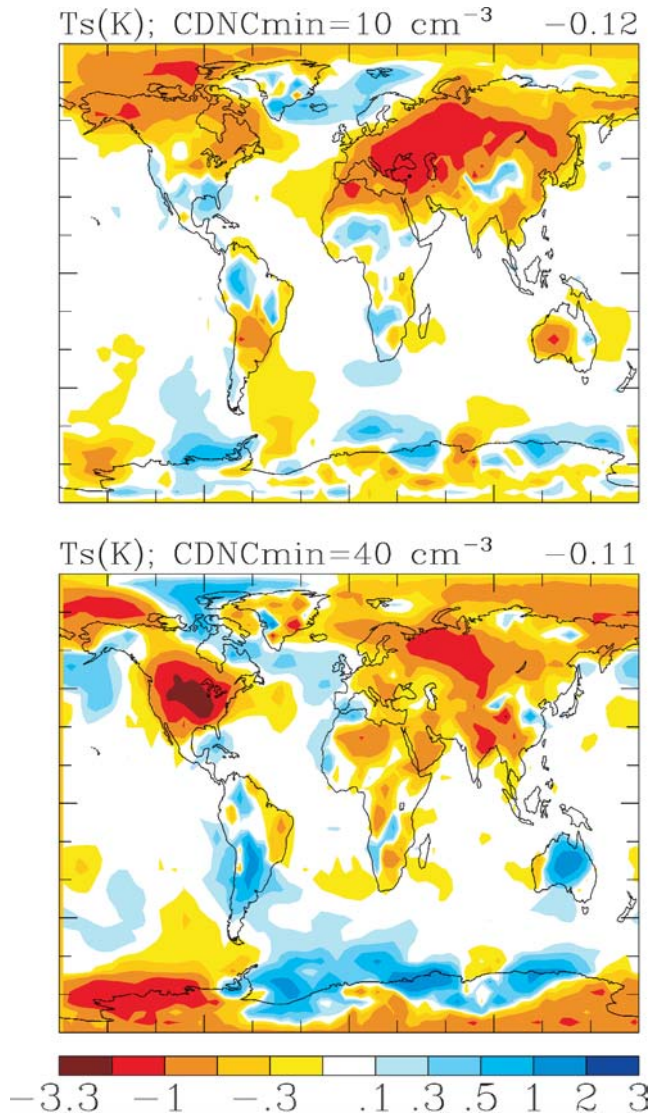 Ts(K); CDNCmin=10 cm⁻³ -0.12
Ts(K); CDNCmin=40 cm⁻³ -0.11
-3.3 -1 -.3 .1 .3 .5 1 2 3